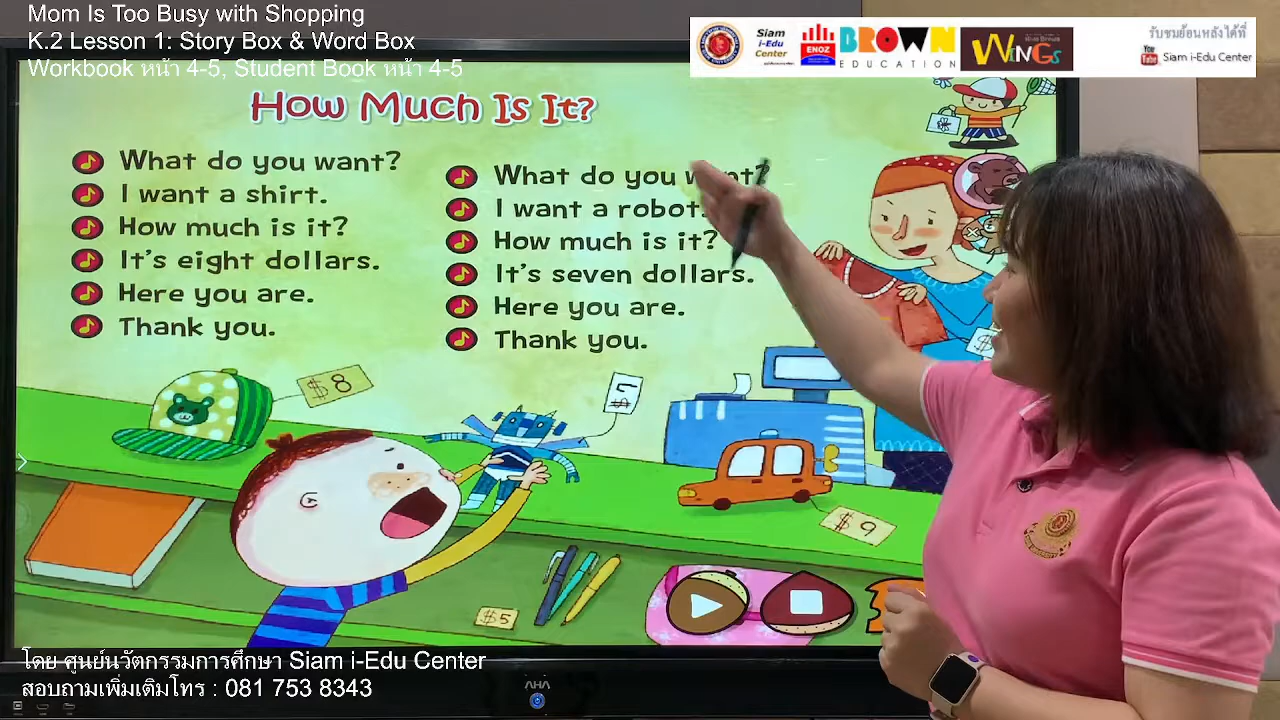 Mom Is Too Busy with Shopping
K.2 Lesson 1: Story Box & Word Box
Workbook หน้า 4-5, Student Book หน้า 4-5
Siam
i-Edu
Center
ENOZ
BROWN
EDUCATION
WINGS
รับชมย้อนหลังได้ที่
You
Tube
Siam i-Edu Center
How Much Is It?
What do you want?
I want a shirt.
How much is it?
It's eight dollars.
Here you are.
Thank you.
What do you want?
I want a robot.
How much is it?
It's seven dollars.
Here you are.
Thank you.
$8
$7
$9
$5
โดย ศูนย์นวัตกรรมการศึกษา Siam i-Edu Center
สอบถามเพิ่มเติมโทร : 081 753 8343
AHA